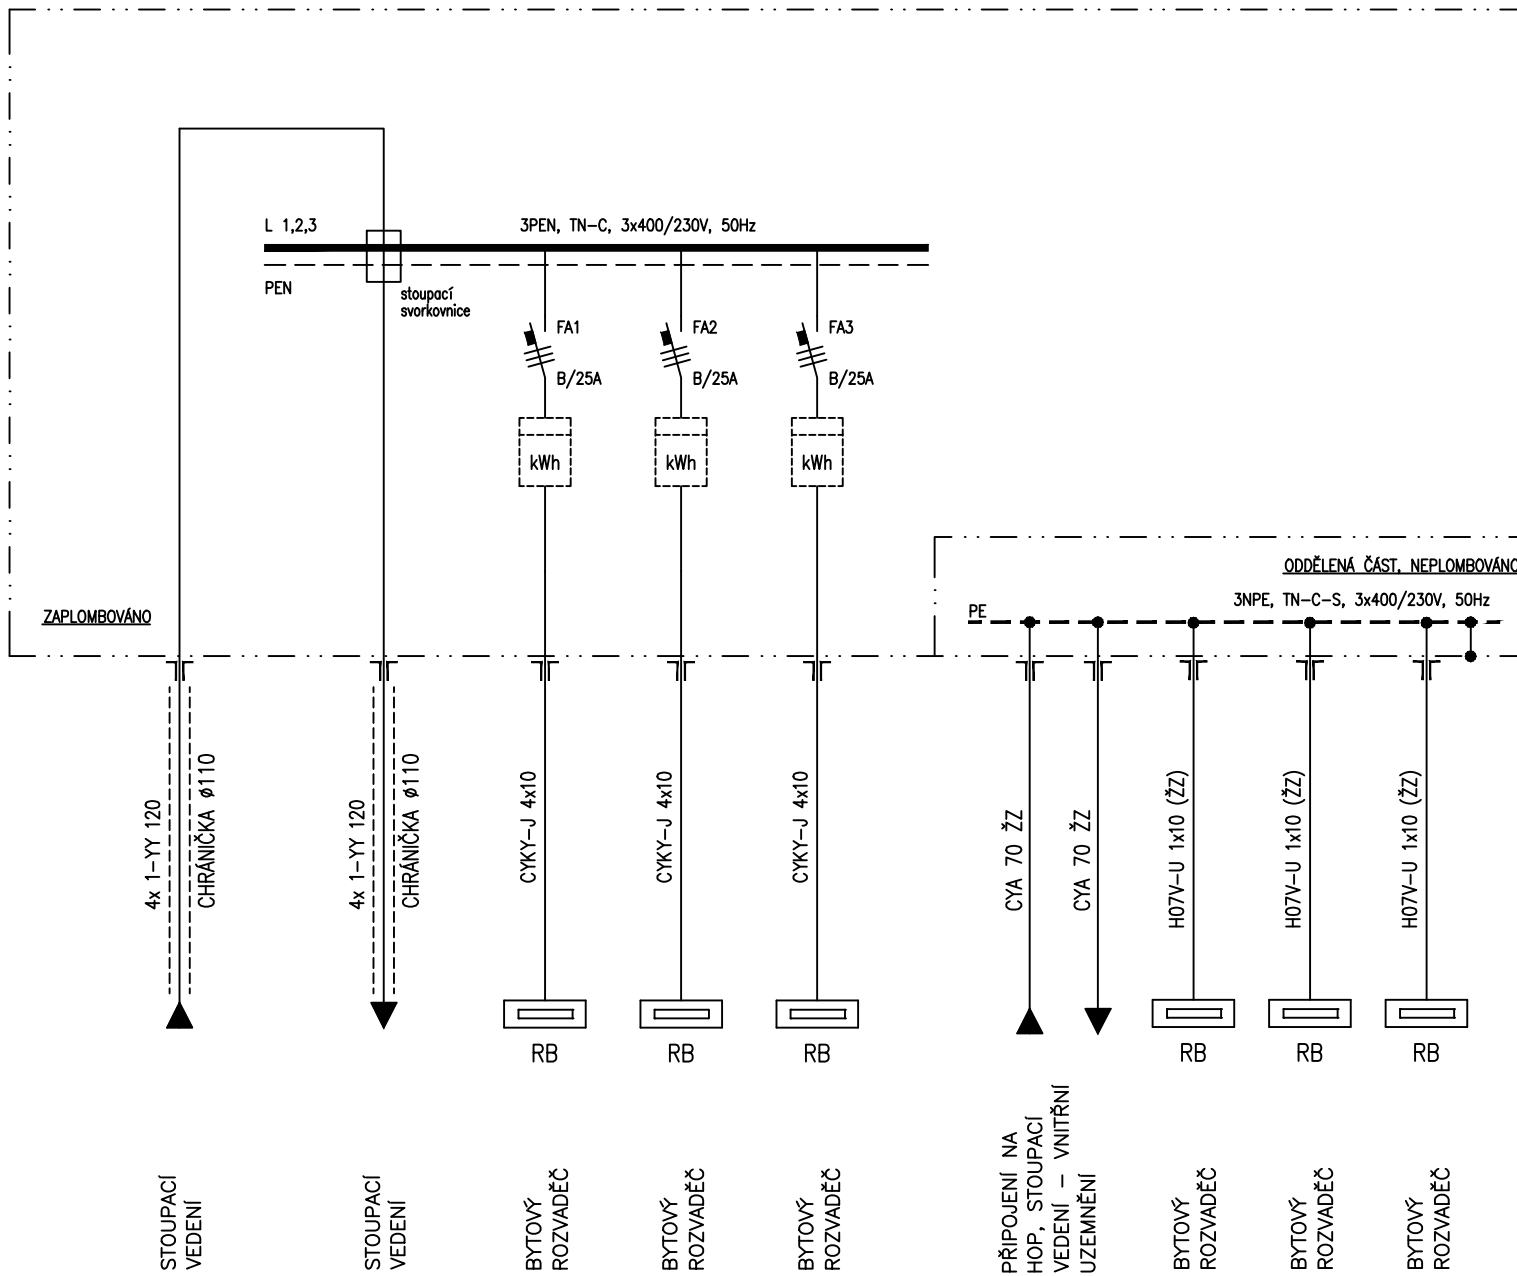 L 1,2,3
3PEN, TN-C, 3x400/230V, 50Hz
PEN
stoupací
svorkovnice
FA1
FA2
FA3
B/25A
B/25A
B/25A
kWh
kWh
kWh
ODDĚLENÁ ČÁST, NEPLOMBOVÁNO
3NPE, TN-C-S, 3x400/230V, 50Hz
PE
ZAPLOMBOVÁNO
4x 1-YY 120
CHRÁNIČKA ø110
4x 1-YY 120
CHRÁNIČKA ø110
CYKY-J 4x10
CYKY-J 4x10
CYKY-J 4x10
CYA 70 ŽZ
CYA 70 ŽZ
H07V-U 1x10 (ŽZ)
H07V-U 1x10 (ŽZ)
H07V-U 1x10 (ŽZ)
RB
RB
RB
RB
RB
RB
STOUPACÍ
VEDENÍ
STOUPACÍ
VEDENÍ
BYTOVÝ
ROZVADĚČ
BYTOVÝ
ROZVADĚČ
BYTOVÝ
ROZVADĚČ
PŘIPOJENÍ NA
HOP, STOUPACÍ
VEDENÍ - VNITŘNÍ
UZEMNĚNÍ
BYTOVÝ
ROZVADĚČ
BYTOVÝ
ROZVADĚČ
BYTOVÝ
ROZVADĚČ